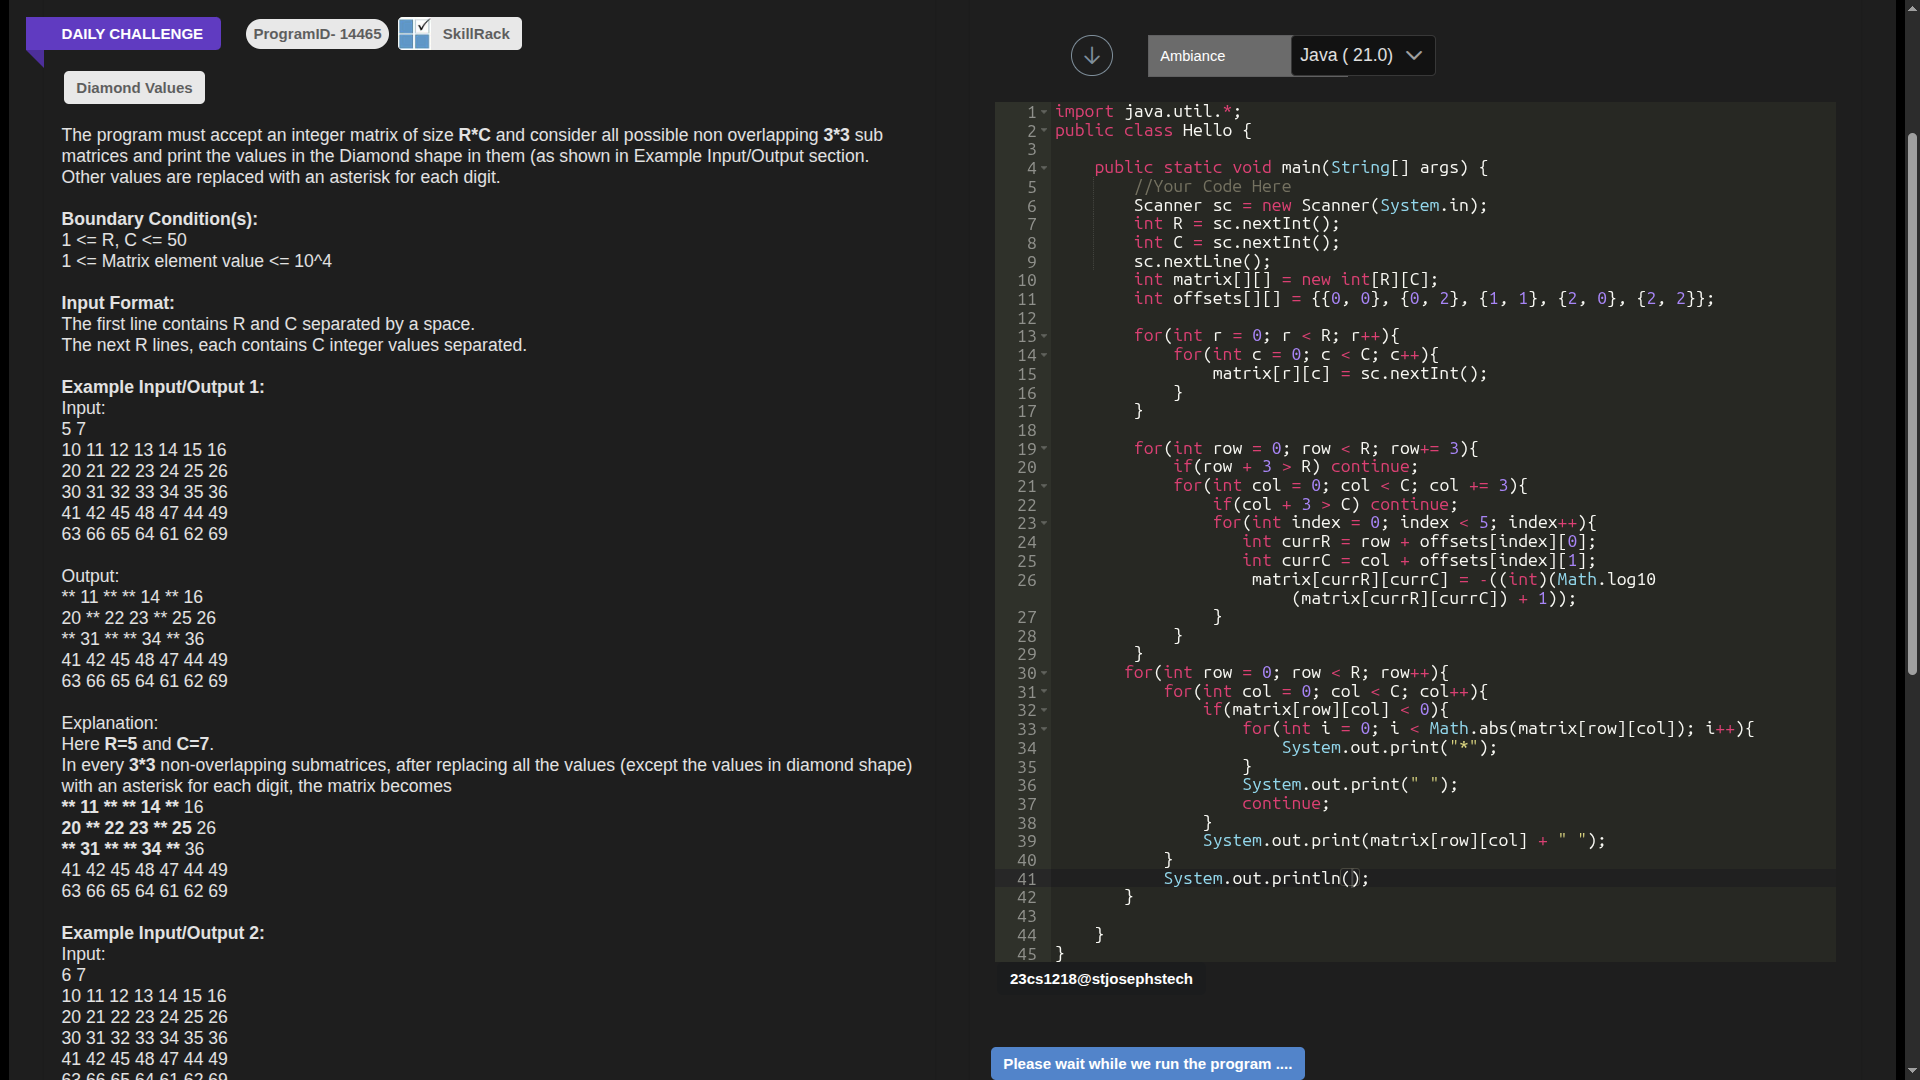 DAILY CHALLENGE
ProgramID- 14465
SkillRack
Diamond Values
The program must accept an integer matrix of size R*C and consider all possible non overlapping 3*3 sub
matrices and print the values in the Diamond shape in them (as shown in Example Input/Output section.
Other values are replaced with an asterisk for each digit.
Boundary Condition(s):
1 <= R, C <= 50
1 <= Matrix element value <= 10^4
Input Format:
The first line contains R and C separated by a space.
The next R lines, each contains C integer values separated.
Example Input/Output 1:
Input:
5 7
10 11 12 13 14 15 16
20 21 22 23 24 25 26
30 31 32 33 34 35 36
41 42 45 48 47 44 49
63 66 65 64 61 62 69
Output:
** 11 ** ** 14 ** 16
20 ** 22 23 ** 25 26
** 31 ** ** 34 ** 36
41 42 45 48 47 44 49
63 66 65 64 61 62 69
Explanation:
Here R=5 and C=7.
In every 3*3 non-overlapping submatrices, after replacing all the values (except the values in diamond shape)
with an asterisk for each digit, the matrix becomes
** 11 ** ** 14 ** 16
20 ** 22 23 ** 25 26
** 31 ** ** 34 ** 36
41 42 45 48 47 44 49
63 66 65 64 61 62 69
Example Input/Output 2:
Input:
6 7
10 11 12 13 14 15 16
20 21 22 23 24 25 26
30 31 32 33 34 35 36
41 42 45 48 47 44 49
63 66 65 64 61 62 69
Ambiance
Java ( 21.0)
1 import java.util.*;
2 public class Hello {
3
4     public static void main(String[] args) {
5         //Your Code Here
6         Scanner sc = new Scanner(System.in);
7         int R = sc.nextInt();
8         int C = sc.nextInt();
9         sc.nextLine();
10         int matrix[][] = new int[R][C];
11         int offsets[][] = {{0, 0}, {0, 2}, {1, 1}, {2, 0}, {2, 2}};
12
13         for(int r = 0; r < R; r++){
14             for(int c = 0; c < C; c++){
15                 matrix[r][c] = sc.nextInt();
16             }
17         }
18
19         for(int row = 0; row < R; row+= 3){
20             if(row + 3 > R) continue;
21             for(int col = 0; col < C; col += 3){
22                 if(col + 3 > C) continue;
23                 for(int index = 0; index < 5; index++){
24                    int currR = row + offsets[index][0];
25                    int currC = col + offsets[index][1];
26                     matrix[currR][currC] = -((int)(Math.log10
(matrix[currR][currC]) + 1));
27                 }
28             }
29         }
30        for(int row = 0; row < R; row++){
31            for(int col = 0; col < C; col++){
32                if(matrix[row][col] < 0){
33                    for(int i = 0; i < Math.abs(matrix[row][col]); i++){
34                        System.out.print("*");
35                    }
36                    System.out.print(" ");
37                    continue;
38                }
39                System.out.print(matrix[row][col] + " ");
40            }
41            System.out.println();
42        }
43
44     }
45 }
23cs1218@stjosephstech
Please wait while we run the program ....